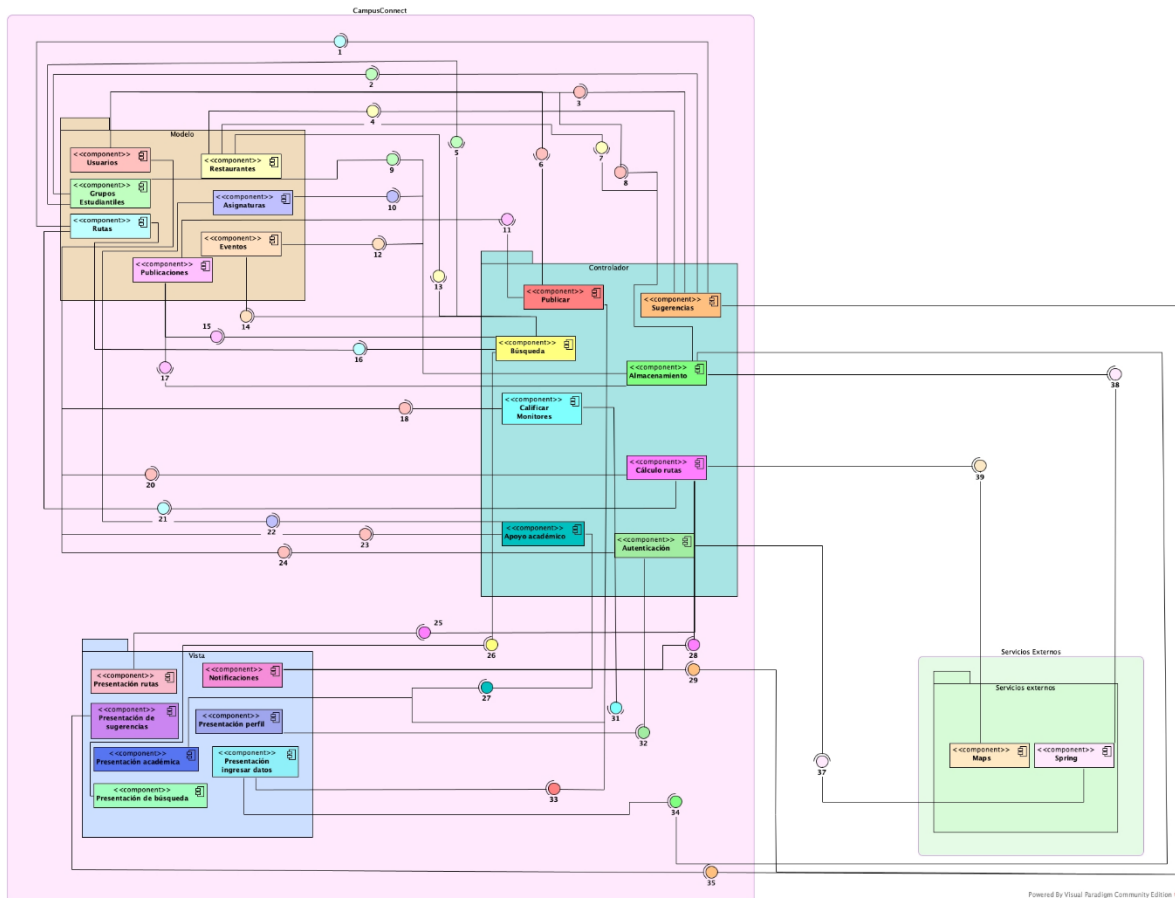 CampusConnect
1
2
3
4
5
6
7
8
9
10
11
12
13
14
15
16
17
18
20
21
22
23
24
25
26
27
28
29
31
32
33
34
35
37
38
39
Modelo
<<component>>
Usuarios
<<component>>
Restaurantes
<<component>>
Grupos
Estudiantiles
<<component>>
Asignaturas
<<component>>
Rutas
<<component>>
Eventos
<<component>>
Publicaciones
Controlador
<<component>>
Publicar
<<component>>
Sugerencias
<<component>>
Búsqueda
<<component>>
Almacenamiento
<<component>>
Calificar
Monitores
<<component>>
Cálculo rutas
<<component>>
Apoyo académico
<<component>>
Autenticación
Vista
<<component>>
Presentación rutas
<<component>>
Notificaciones
<<component>>
Presentación de
sugerencias
<<component>>
Presentación perfil
<<component>>
Presentación académica
<<component>>
Presentación
ingresar datos
<<component>>
Presentación de búsqueda
Servicios Externos
Servicios externos
<<component>>
Maps
<<component>>
Spring
Powered By Visual Paradigm Community Edition